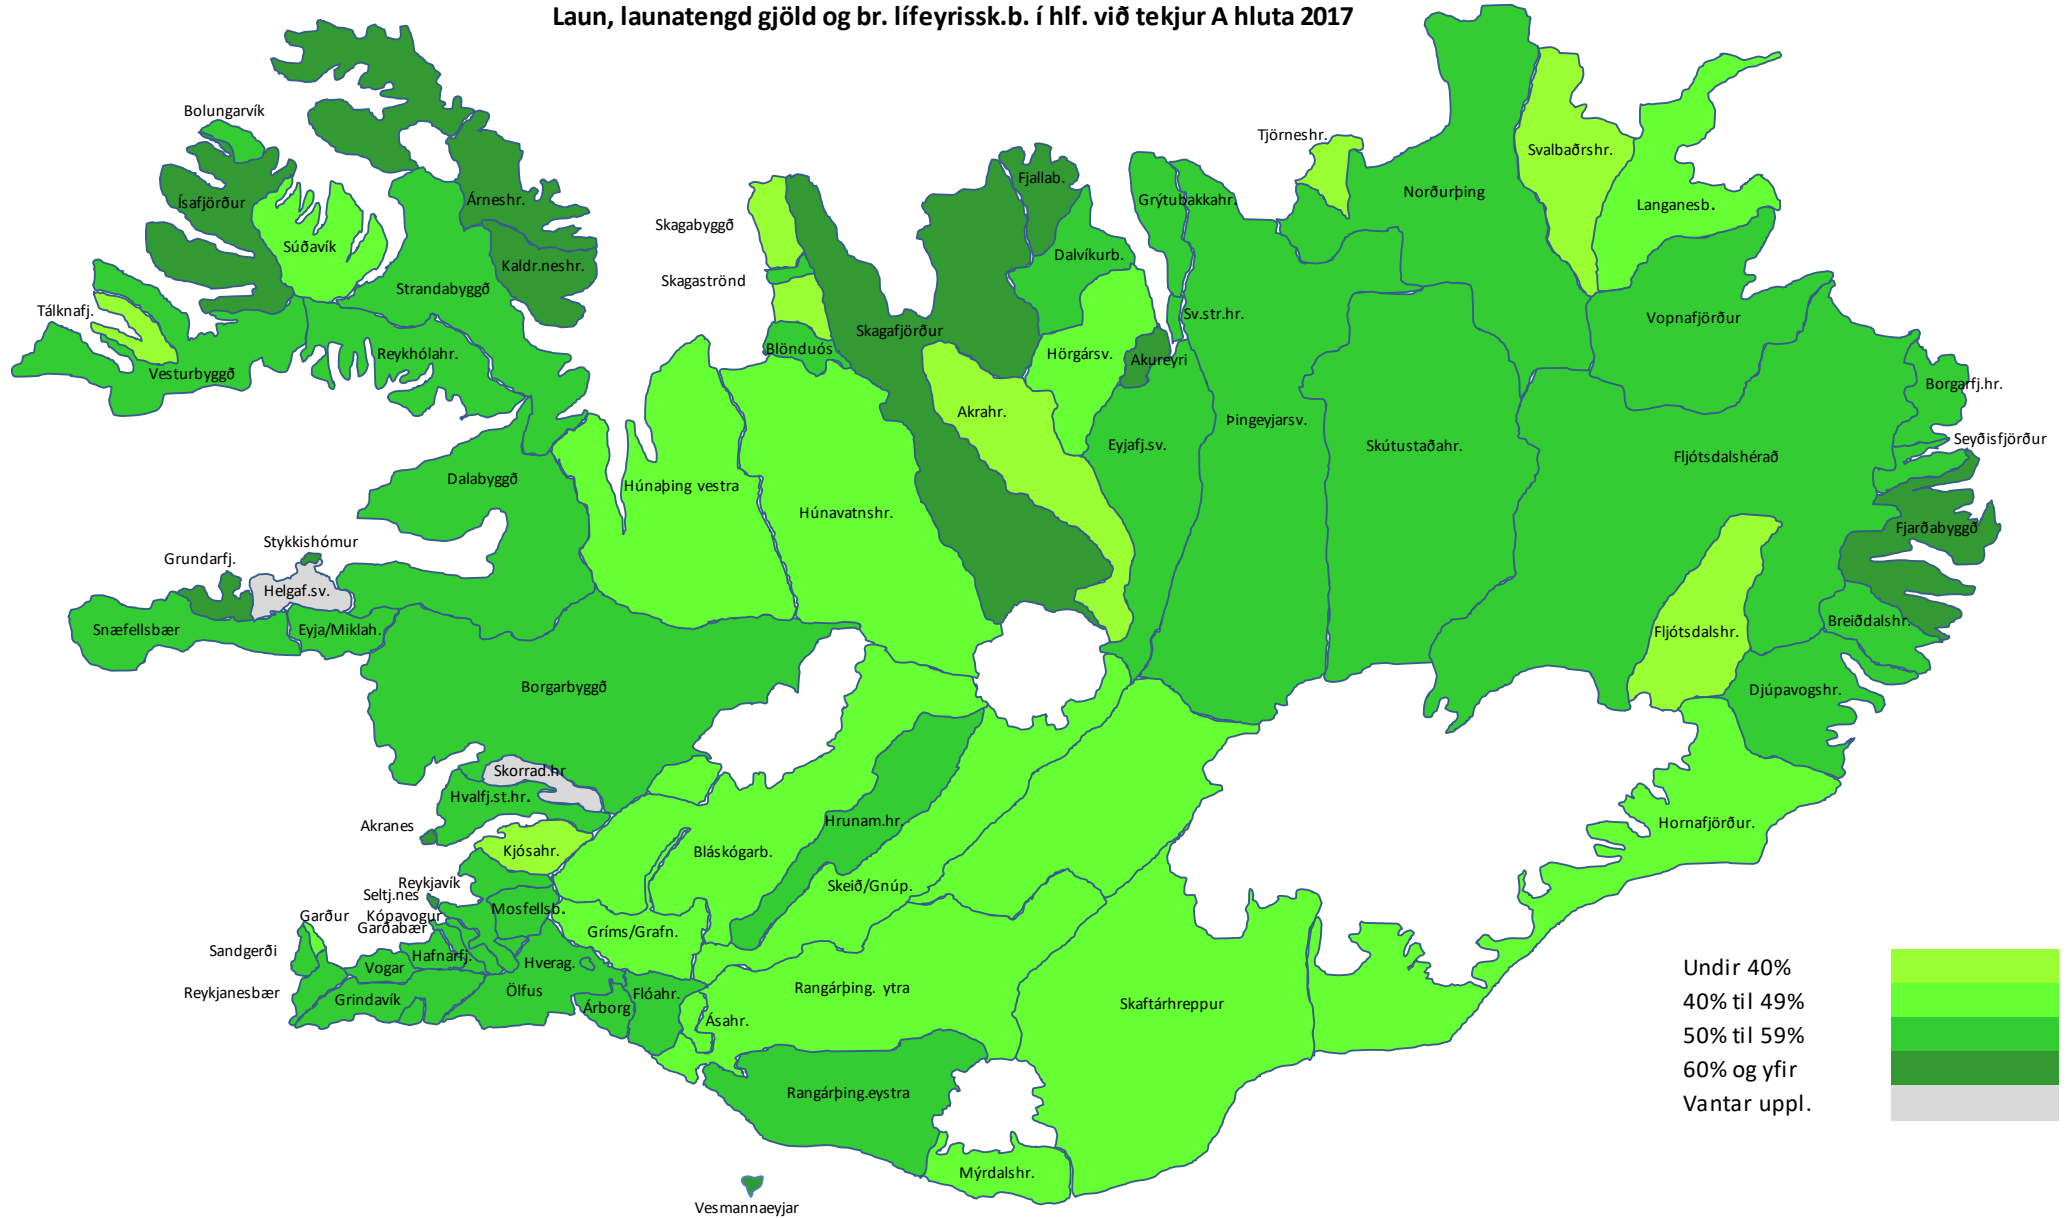 Laun, launatengd gjöld og br. lífeyrissk.b. í hlf. við tekjur A hluta 2017
Bolungarvík
Ísafjörður
Súðavík
Árneshr.
Kaldr.neshr.
Strandabyggð
Tálknafj.
Vesturbyggð
Reykhólahr.
Skagabyggð
Skagaströnd
Blönduós
Skagafjörður
Fjallab.
Dalvíkurb.
Hörgársv.
Akureyri
Akrahr.
Eyjafj.sv.
Grýtubakkahr.
Sv.str.hr.
Þingeyjarsv.
Tjörneshr.
Norðurþing
Skútustaðahr.
Svalbaðrshr.
Langanesb.
Vopnafjörður
Borgarfj.hr.
Seyðisfjörður
Fljótsdalshérað
Fjarðabyggð
Fljótsdalshr.
Breiðdalshr.
Djúpavogshr.
Hornafjörður.
Dalabyggð
Húnaþing vestra
Húnavatnshr.
Stykkishómur
Grundarfj.
Helgaf.sv.
Snæfellsbær
Eyja/Miklah.
Borgarbyggð
Skorrad.hr
Hvalfj.st.hr.
Akranes
Kjósahr.
Reykjavík
Seltj.nes
Kópavogur
Garðabær
Mosfellsb.
Garður
Sandgerði
Vogar
Hafnarfj.
Hverag.
Reykjanesbær
Grindavík
Ölfus
Árborg
Flóahr.
Gríms/Grafn.
Bláskógarb.
Hrunam.hr.
Skeið/Gnúp.
Ásahr.
Rangárþing. ytra
Skaftárhreppur
Rangárþing.eystra
Mýrdalshr.
Vesmannaeyjar
Undir 40%
40% til 49%
50% til 59%
60% og yfir
Vantar uppl.